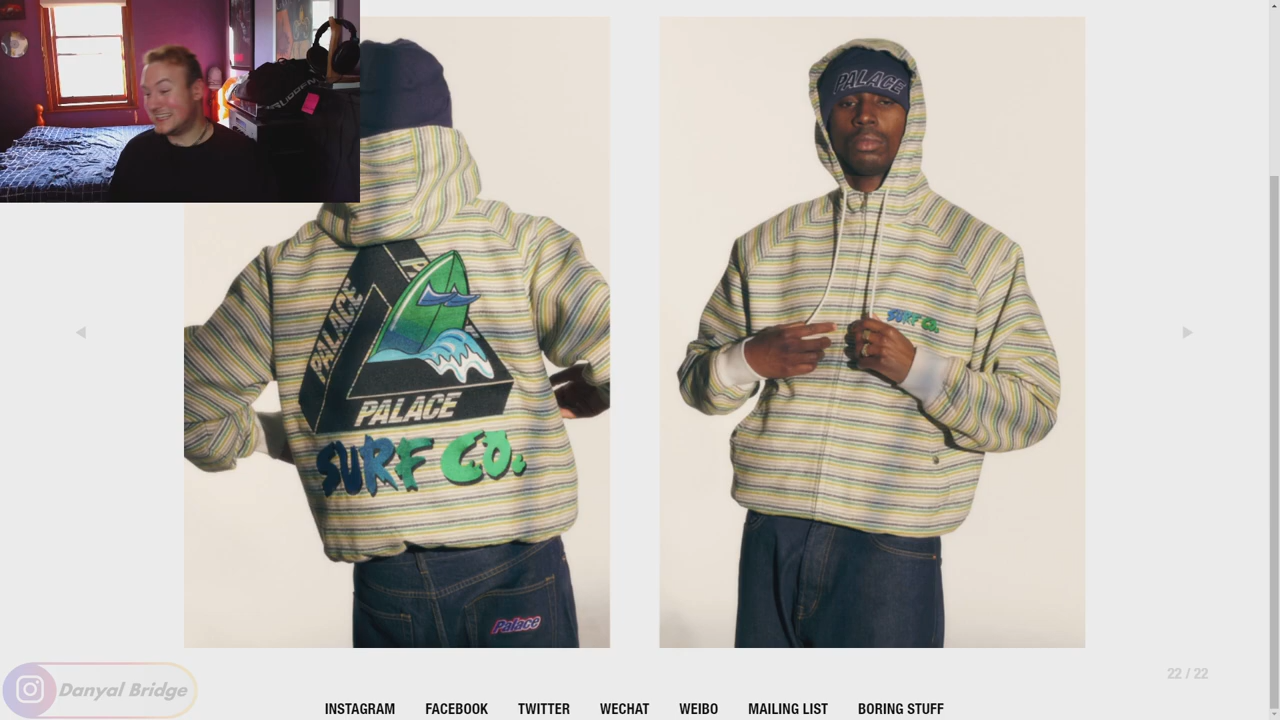 PALACE
PALACE
PALACE
SURF CO.
SURF CO.
Palace
Danyal Bridge
22 / 22
INSTAGRAM FACEBOOK TWITTER WECHAT WEIBO MAILING LIST BORING STUFF